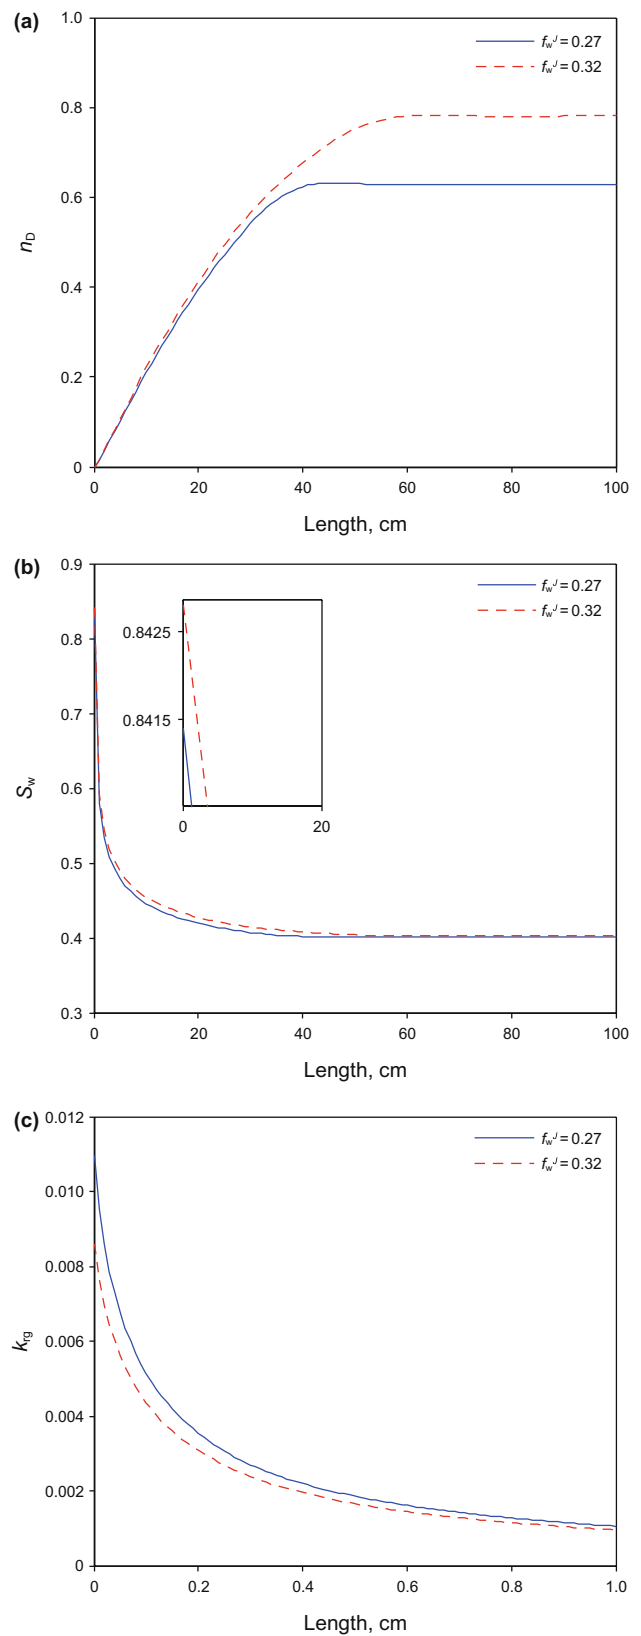 (a)
1.0
0.8
0.6
0.4
0.2
0
n_D
f_w^J = 0.27
f_w^J = 0.32
0 20 40 60 80 100
Length, cm
(b)
0.9
0.8
0.7
0.6
0.5
0.4
0.3
S_w
f_w^J = 0.27
f_w^J = 0.32
0.8425
0.8415
0 20
0 20 40 60 80 100
Length, cm
(c)
0.012
0.010
0.008
0.006
0.004
0.002
0
k_rg
f_w^J = 0.27
f_w^J = 0.32
0 0.2 0.4 0.6 0.8 1.0
Length, cm